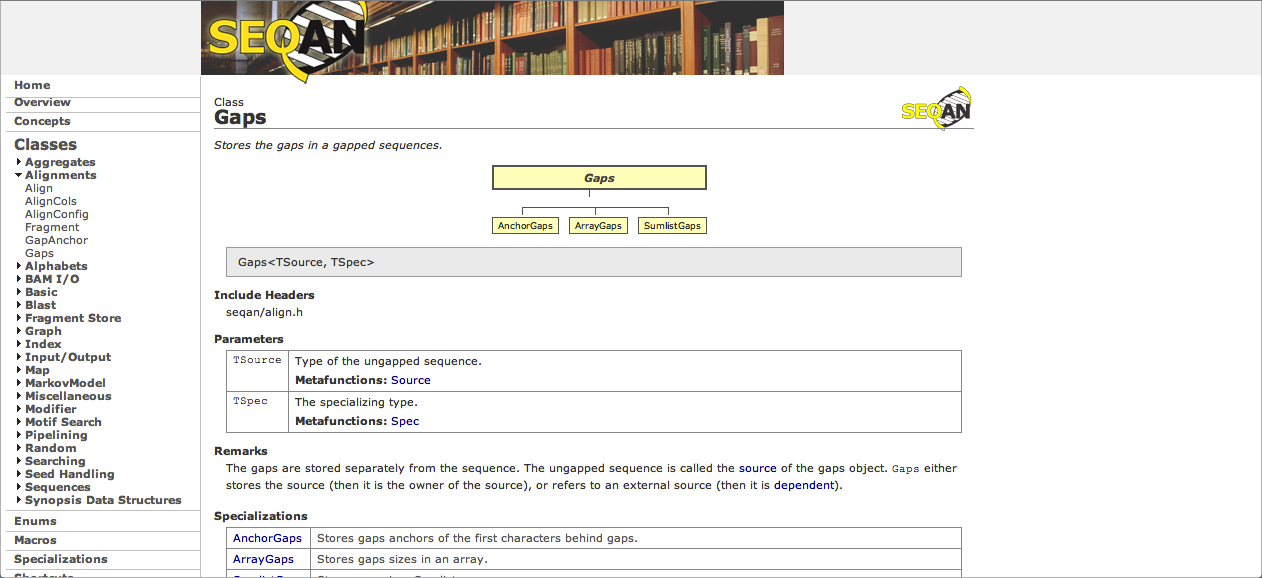 SEQAN
Home
Overview
Concepts
Classes
Aggregates
Alignments
Align
AlignCols
AlignConfig
Fragment
GapAnchor
Gaps
Alphabets
BAM I/O
Basic
Blast
Fragment Store
Graph
Index
Input/Output
Map
MarkovModel
Miscellaneous
Modifier
Motif Search
Pipelining
Random
Searching
Seed Handling
Sequences
Synopsis Data Structures
Enums
Macros
Specializations
Class
Gaps
SEQAN
Stores the gaps in a gapped sequences.
Gaps
AnchorGaps ArrayGaps SumlistGaps
Gaps<TSource, TSpec>
Include Headers
seqan/align.h
Parameters
TSource Type of the ungapped sequence.
Metafunctions: Source
TSpec The specializing type.
Metafunctions: Spec
Remarks
The gaps are stored separately from the sequence. The ungapped sequence is called the source of the gaps object. Gaps either
stores the source (then it is the owner of the source), or refers to an external source (then it is dependent).
Specializations
AnchorGaps Stores gaps anchors of the first characters behind gaps.
ArrayGaps Stores gaps sizes in an array.